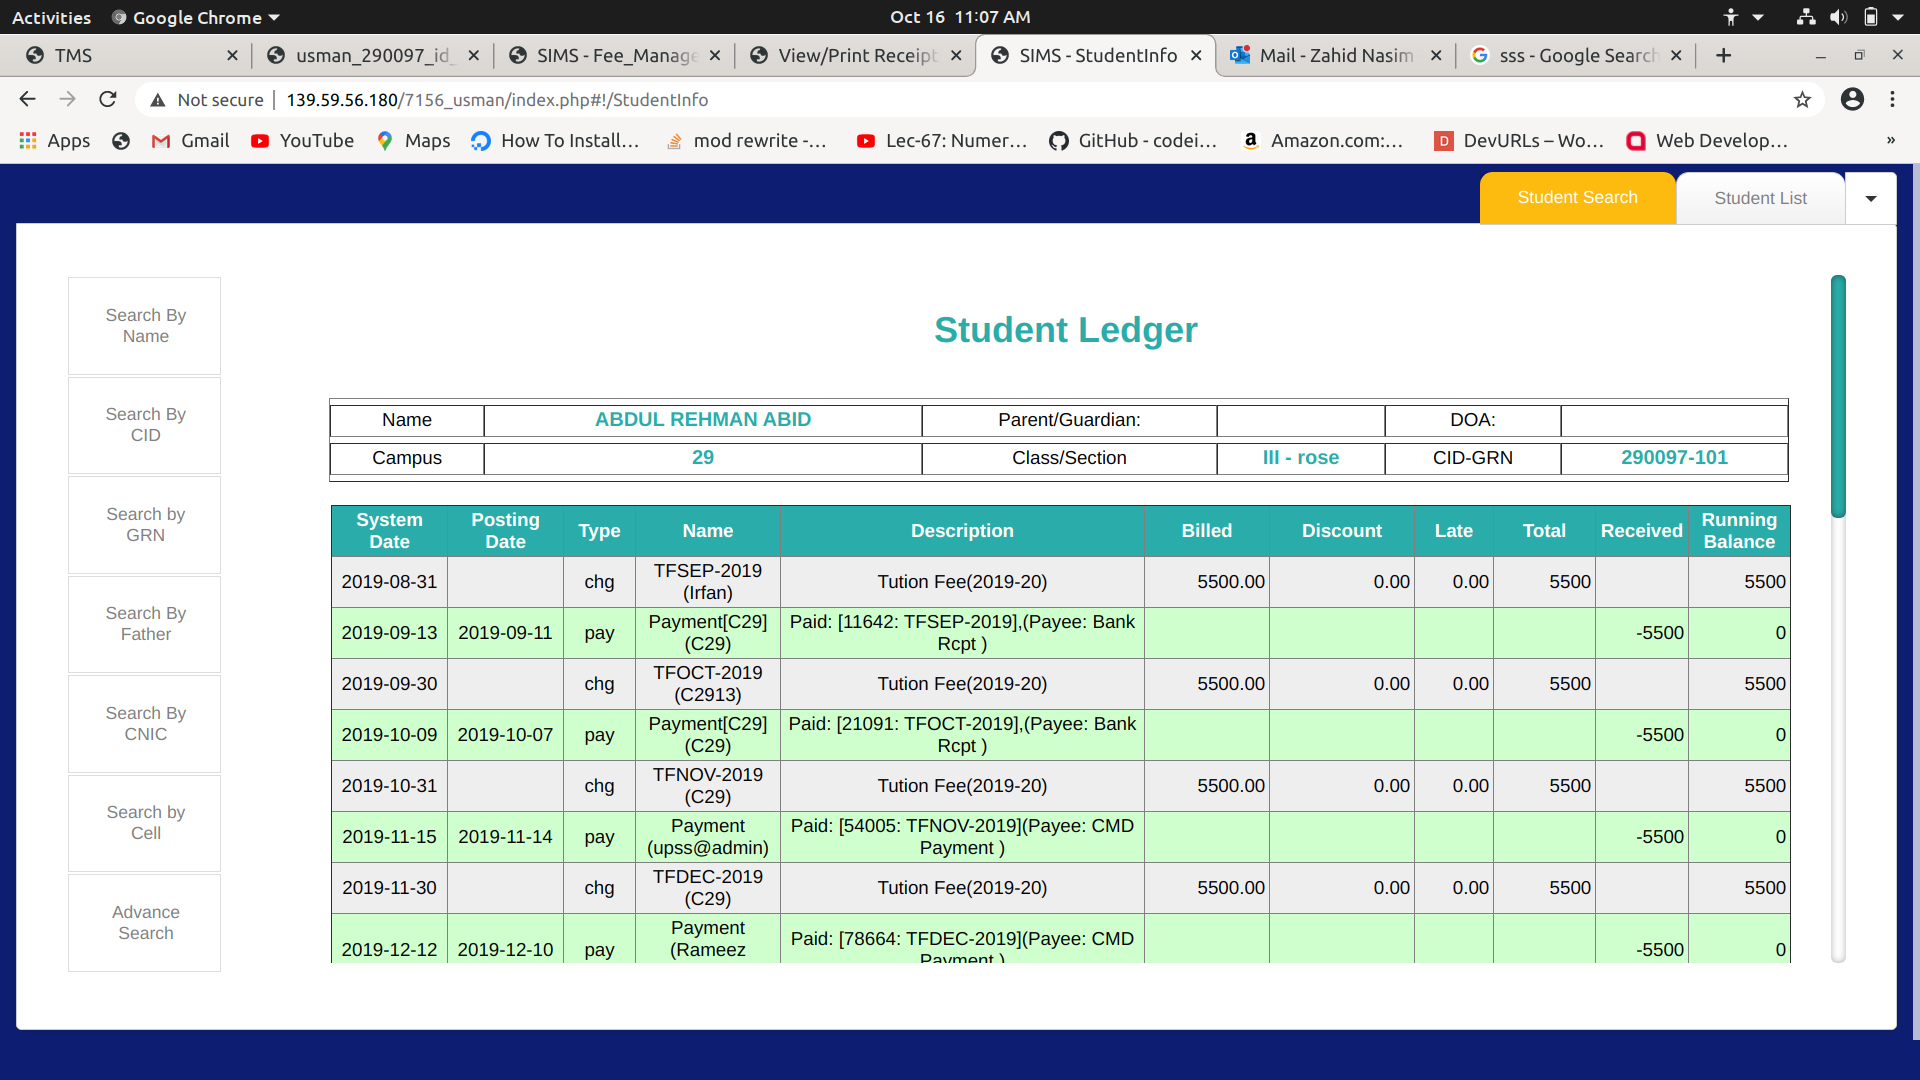 Activities Google Chrome Oct 16 11:07 AM
TMS usman_290097_id_ SIMS - Fee_Manage View/Print Receipt SIMS - StudentInfo Mail - Zahid Nasim sss - Google Search
Not secure 139.59.56.180/7156_usman/index.php#!/StudentInfo
Apps Gmail YouTube Maps How To Install... mod rewrite -... Lec-67: Numer... GitHub - codei... Amazon.com:... DevURLs – Wo... Web Develop... »
Student Search Student List
Search By
Name
Search By
CID
Search by
GRN
Search By
Father
Search By
CNIC
Search by
Cell
Advance
Search
Student Ledger
Name ABDUL REHMAN ABID Parent/Guardian: DOA:
Campus 29 Class/Section III - rose CID-GRN 290097-101
System Date Posting Date Type Name Description Billed Discount Late Total Received Running Balance
2019-08-31 chg TFSEP-2019 (Irfan) Tution Fee(2019-20) 5500.00 0.00 0.00 5500 5500
2019-09-13 2019-09-11 pay Payment[C29] (C29) Paid: [11642: TFSEP-2019],(Payee: Bank Rcpt ) -5500 0
2019-09-30 chg TFOCT-2019 (C2913) Tution Fee(2019-20) 5500.00 0.00 0.00 5500 5500
2019-10-09 2019-10-07 pay Payment[C29] (C29) Paid: [21091: TFOCT-2019],(Payee: Bank Rcpt ) -5500 0
2019-10-31 chg TFNOV-2019 (C29) Tution Fee(2019-20) 5500.00 0.00 0.00 5500 5500
2019-11-15 2019-11-14 pay Payment (upss@admin) Paid: [54005: TFNOV-2019](Payee: CMD Payment ) -5500 0
2019-11-30 chg TFDEC-2019 (C29) Tution Fee(2019-20) 5500.00 0.00 0.00 5500 5500
2019-12-12 2019-12-10 pay Payment (Rameez Paid: [78664: TFDEC-2019](Payee: CMD Payment ) -5500 0